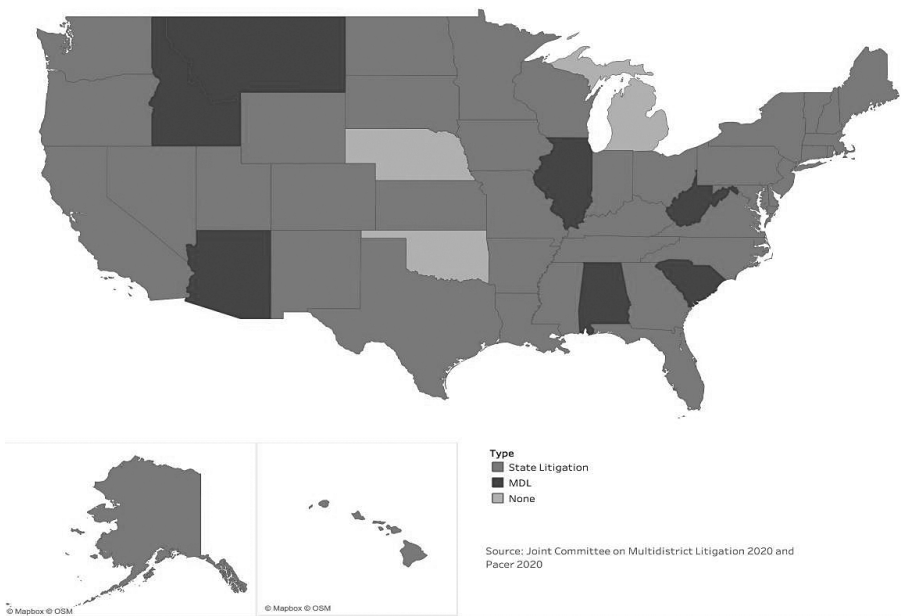 Type
State Litigation
MDL
None
Source: Joint Committee on Multidistrict Litigation 2020 and
Pacer 2020
© Mapbox © OSM
© Mapbox © OSM